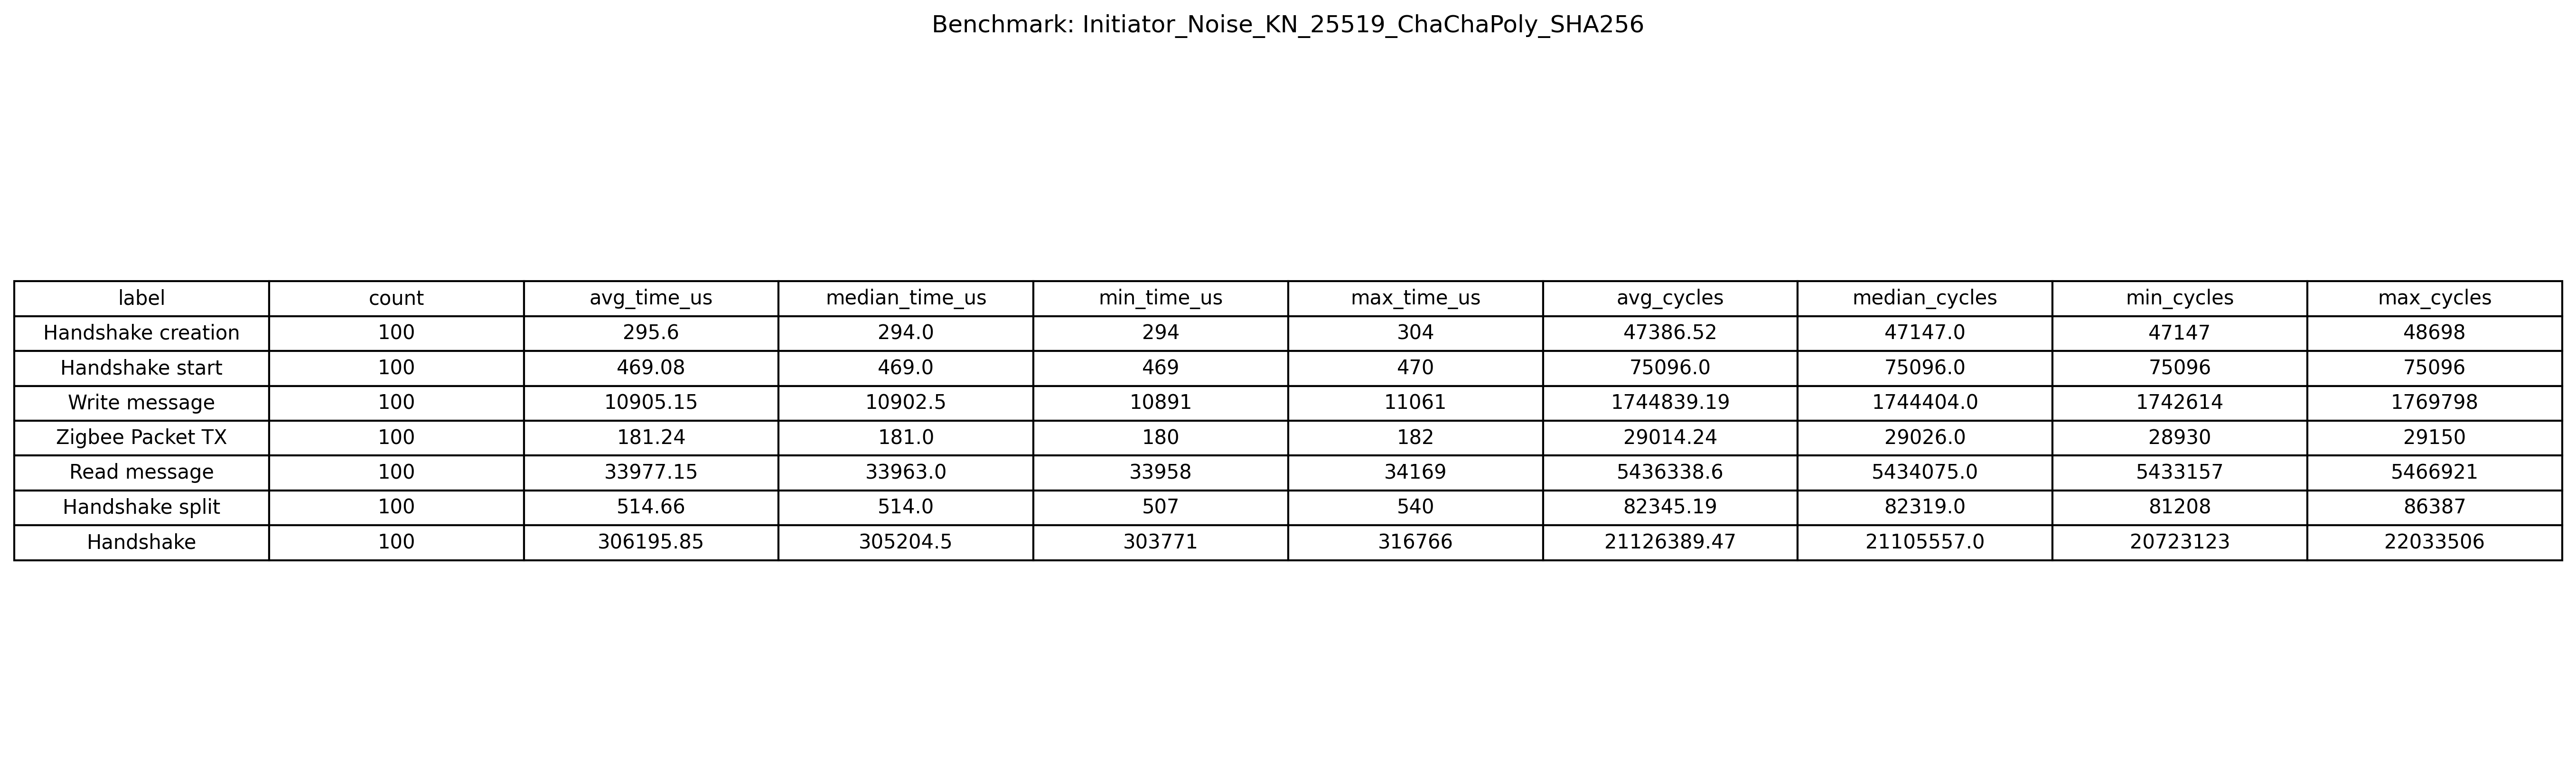 Benchmark: Initiator_Noise_KN_25519_ChaChaPoly_SHA256
label count avg_time_us median_time_us min_time_us max_time_us avg_cycles median_cycles min_cycles max_cycles
Handshake creation 100 295.6 294.0 294 304 47386.52 47147.0 47147 48698
Handshake start 100 469.08 469.0 469 470 75096.0 75096.0 75096 75096
Write message 100 10905.15 10902.5 10891 11061 1744839.19 1744404.0 1742614 1769798
Zigbee Packet TX 100 181.24 181.0 180 182 29014.24 29026.0 28930 29150
Read message 100 33977.15 33963.0 33958 34169 5436338.6 5434075.0 5433157 5466921
Handshake split 100 514.66 514.0 507 540 82345.19 82319.0 81208 86387
Handshake 100 306195.85 305204.5 303771 316766 21126389.47 21105557.0 20723123 22033506